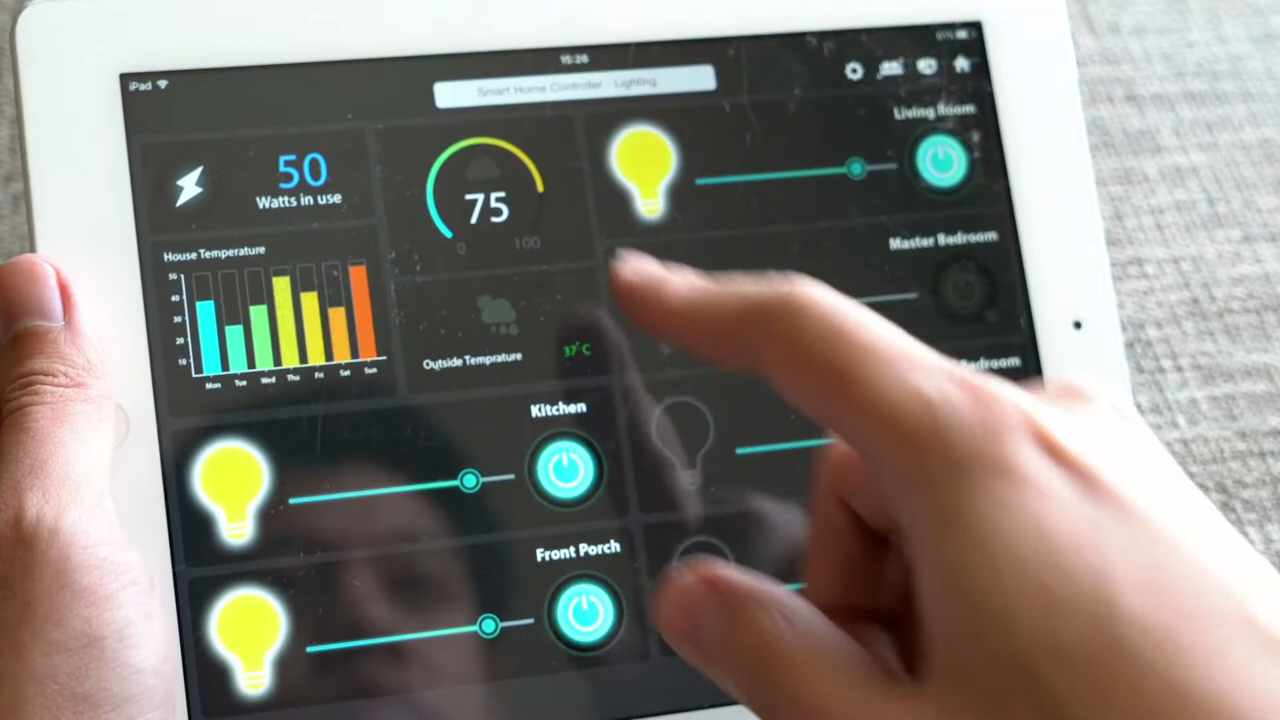 iPad
15:26
91%
Smart Home Controller - Lighting
50
Watts in use
75
0
100
House Temperature
50
40
30
20
10
Mon
Tue
Wed
Thu
Fri
Sat
Sun
Outside Temprature
37°C
Living Room
Master Bedroom
Bedroom
Kitchen
Front Porch